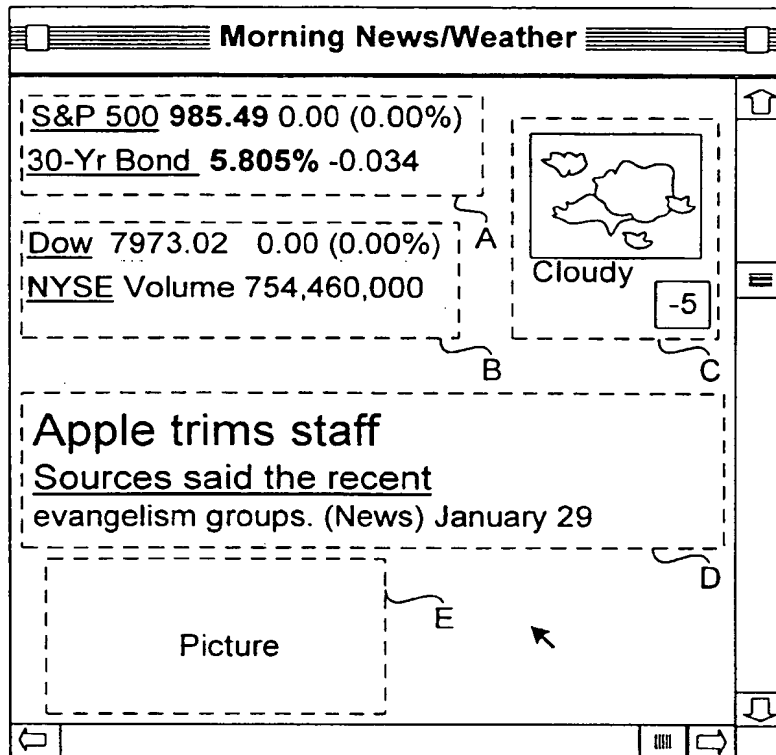 Morning News/Weather
S&P 500 985.49 0.00 (0.00%)
30-Yr Bond 5.805% -0.034
A
Dow 7973.02 0.00 (0.00%)
NYSE Volume 754,460,000
B
Cloudy
-5
C
Apple trims staff
Sources said the recent
evangelism groups. (News) January 29
D
Picture
E